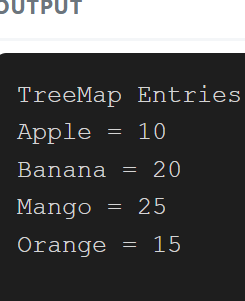 OUTPUT
TreeMap Entries
Apple = 10
Banana = 20
Mango = 25
Orange = 15